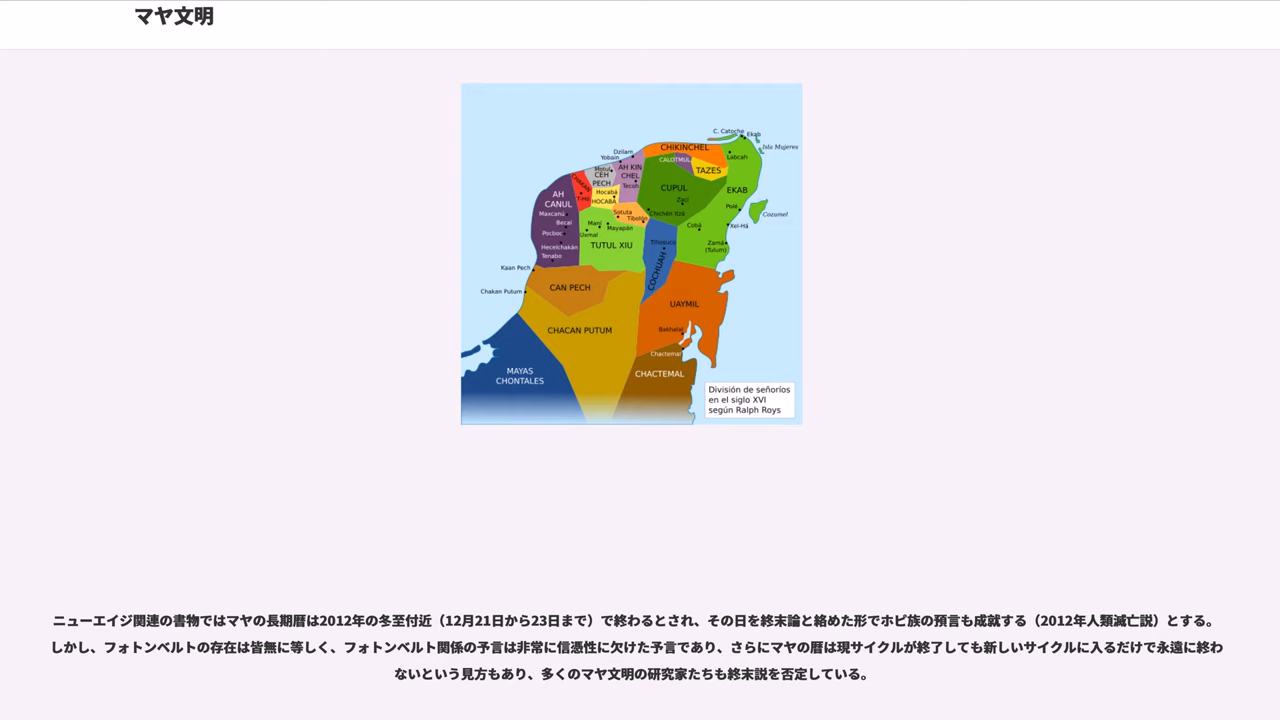 マヤ文明
C. Catoche
Ekab
Isla Mujeres
CHIKINCHEL
Dzilam
Yobain
CALOTMUL
Labcah
Motul
AH KIN
CHEL
TAZES
CEH
PECH
CHAKAN
Tecoh
CUPUL
EKAB
AH
CANUL
Hocabá
T-Hó
HOCABÁ
Zací
Polé
Cozumel
Maxcanú
Sotuta
Tibolón
Chichén Itzá
Becal
Maní
Mayapán
Cobá
Xel-Há
Pocboc
Uxmal
Hecelchakán
TUTUL XIU
Tihosuco
Zamá
(Tulum)
Tenabo
COCHUAH
Kaan Pech
Chakan Putum
CAN PECH
UAYMIL
CHACAN PUTUM
Bakhalal
Chactemal
MAYAS
CHONTALES
CHACTEMAL
División de señoríos
en el siglo XVI
según Ralph Roys
ニューエイジ関連の書物ではマヤの長期暦は2012年の冬至付近（12月21日から23日まで）で終わるとされ、その日を終末論と絡めた形でホピ族の預言も成就する（2012年人類滅亡説）とする。
しかし、フォトンベルトの存在は皆無に等しく、フォトンベルト関係の予言は非常に信憑性に欠けた予言であり、さらにマヤの暦は現サイクルが終了しても新しいサイクルに入るだけで永遠に終わ
ないという見方もあり、多くのマヤ文明の研究家たちも終末説を否定している。